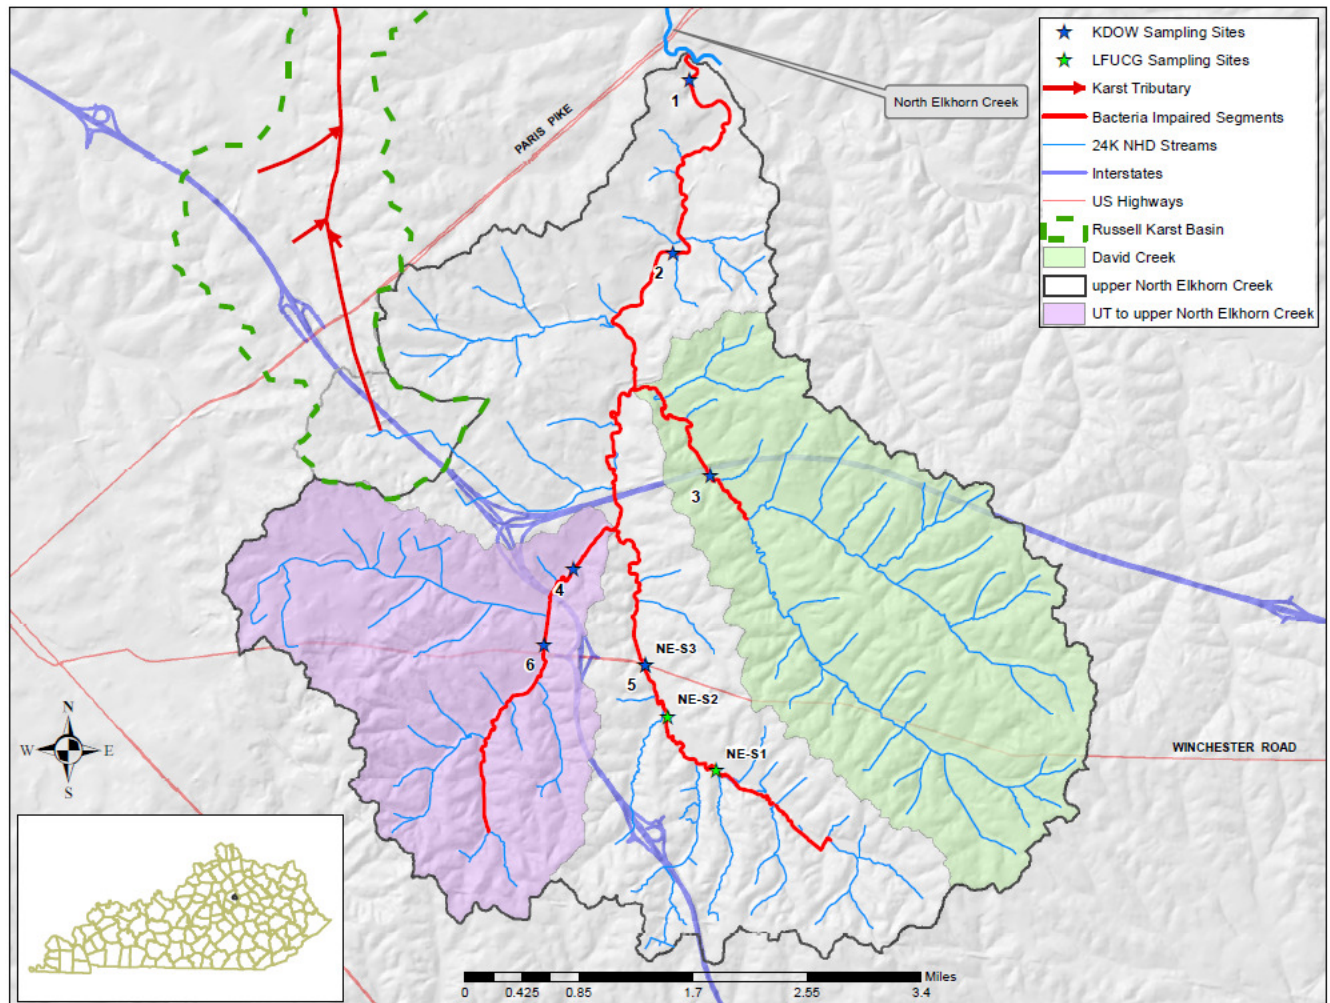 KDOW Sampling Sites
LFUCG Sampling Sites
Karst Tributary
Bacteria Impaired Segments
24K NHD Streams
Interstates
US Highways
Russell Karst Basin
David Creek
upper North Elkhorn Creek
UT to upper North Elkhorn Creek
North Elkhorn Creek
PARIS PIKE
1
2
3
4
6
NE-S3
5
NE-S2
NE-S1
WINCHESTER ROAD
N
W E
S
Miles
0 0.425 0.85 1.7 2.55 3.4